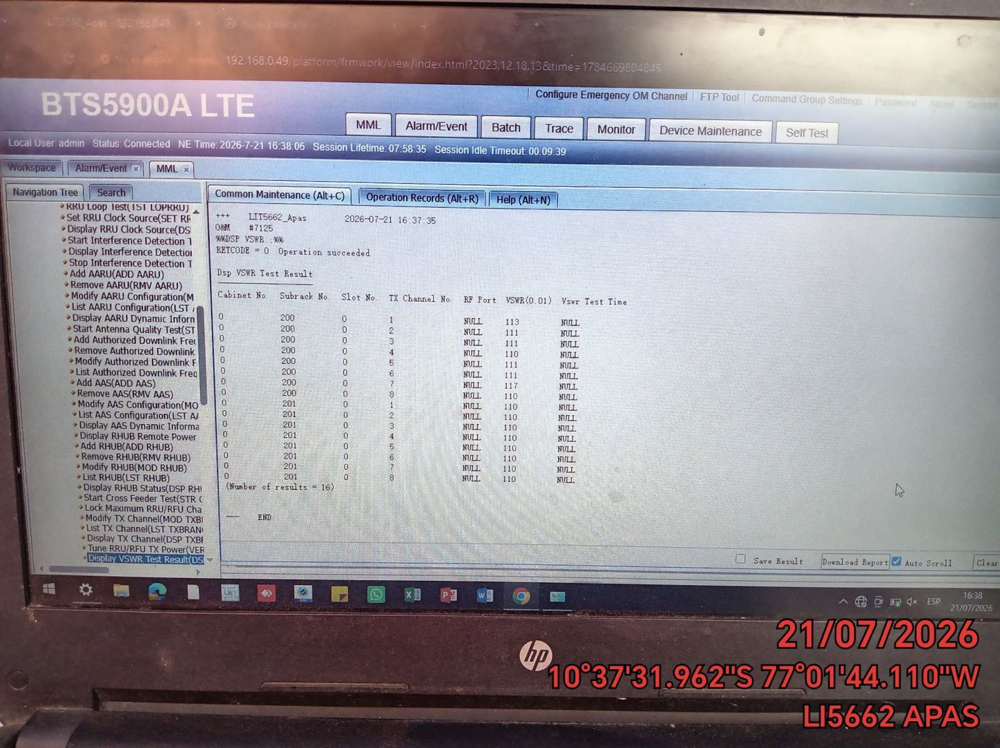 192.168.0.49/platform/frmwork/view/index.html?2023.12.18.13&time=1784669804845
BTS5900A LTE
Configure Emergency OM Channel FTP Tool Command Group Settings Password About System
MML Alarm/Event Batch Trace Monitor Device Maintenance Self Test
Local User: admin Status: Connected NE Time: 2026-7-21 16:38:06 Session Lifetime: 07:58:35 Session Idle Timeout: 00:09:39
Workspace Alarm/Event MML
Navigation Tree Search
RRU Loop Test(TST LOPRRU)
Set RRU Clock Source(SET RF
Display RRU Clock Source(DS
Start Interference Detection T
Display Interference Detection
Stop Interference Detection T
Add AARU(ADD AARU)
Remove AARU(RMV AARU)
Modify AARU Configuration(M
List AARU Configuration(LST
Display AARU Dynamic Inform
Start Antenna Quality Test(ST
Add Authorized Downlink Fred
Remove Authorized Downlink
Modify Authorized Downlink F
List Authorized Downlink Freq
Add AAS(ADD AAS)
Remove AAS(RMV AAS)
Modify AAS Configuration(MO
List AAS Configuration(LST AA
Display AAS Dynamic Informa
Display RHUB Remote Power
Add RHUB(ADD RHUB)
Remove RHUB(RMV RHUB)
Modify RHUB(MOD RHUB)
List RHUB(LST RHUB)
Display RHUB Status(DSP RHU
Start Cross Feeder Test(STR C
Lock Maximum RRU/RFU Cha
Modify TX Channel(MOD TXBI
List TX Channel(LST TXBRAN
Display TX Channel(DSP TXBF
Tune RRU/RFU TX Power(VER
Display VSWR Test Result(DS
Common Maintenance (Alt+C) Operation Records (Alt+R) Help (Alt+N)
+++ LIT5662_Apas 2026-07-21 16:37:35
O&M #7125
%%DSP VSWR:;%%
RETCODE = 0 Operation succeeded.
Dsp VSWR Test Result
Cabinet No. Subrack No. Slot No. TX Channel No. RF Port VSWR(0.01) Vswr Test Time
0 200 0 1 NULL 113 NULL
0 200 0 2 NULL 111 NULL
0 200 0 3 NULL 111 NULL
0 200 0 4 NULL 110 NULL
0 200 0 5 NULL 111 NULL
0 200 0 6 NULL 111 NULL
0 200 0 7 NULL 117 NULL
0 200 0 8 NULL 110 NULL
0 201 0 1 NULL 110 NULL
0 201 0 2 NULL 110 NULL
0 201 0 3 NULL 110 NULL
0 201 0 4 NULL 110 NULL
0 201 0 5 NULL 110 NULL
0 201 0 6 NULL 110 NULL
0 201 0 7 NULL 110 NULL
0 201 0 8 NULL 110 NULL
(Number of results = 16)
--- END
Save Result Download Report Auto Scroll Clear
ESP
16:38
21/07/2026
hp
21/07/2026
10°37'31.962"S 77°01'44.110"W
LI5662 APAS